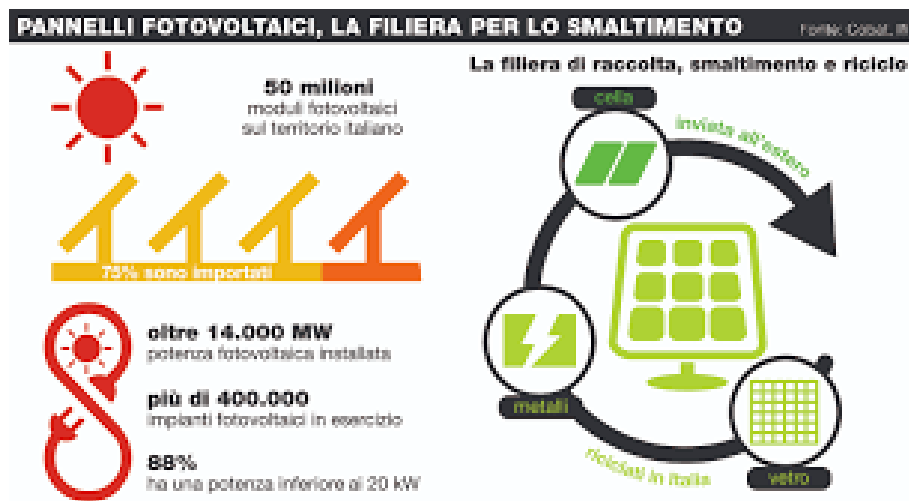 PANNELLI FOTOVOLTAICI, LA FILIERA PER LO SMALTIMENTO
Fonte: Cobat,
50 milioni
moduli fotovoltaici
sul territorio italiano
75% sono importati
oltre 14.000 MW
potenza fotovoltaica installata
più di 400.000
impianti fotovoltaici in esercizio
88%
ha una potenza inferiore ai 20 kW
La filiera di raccolta, smaltimento e riciclo
cella
inviata all'estero
metalli
riciclati in Italia
vetro